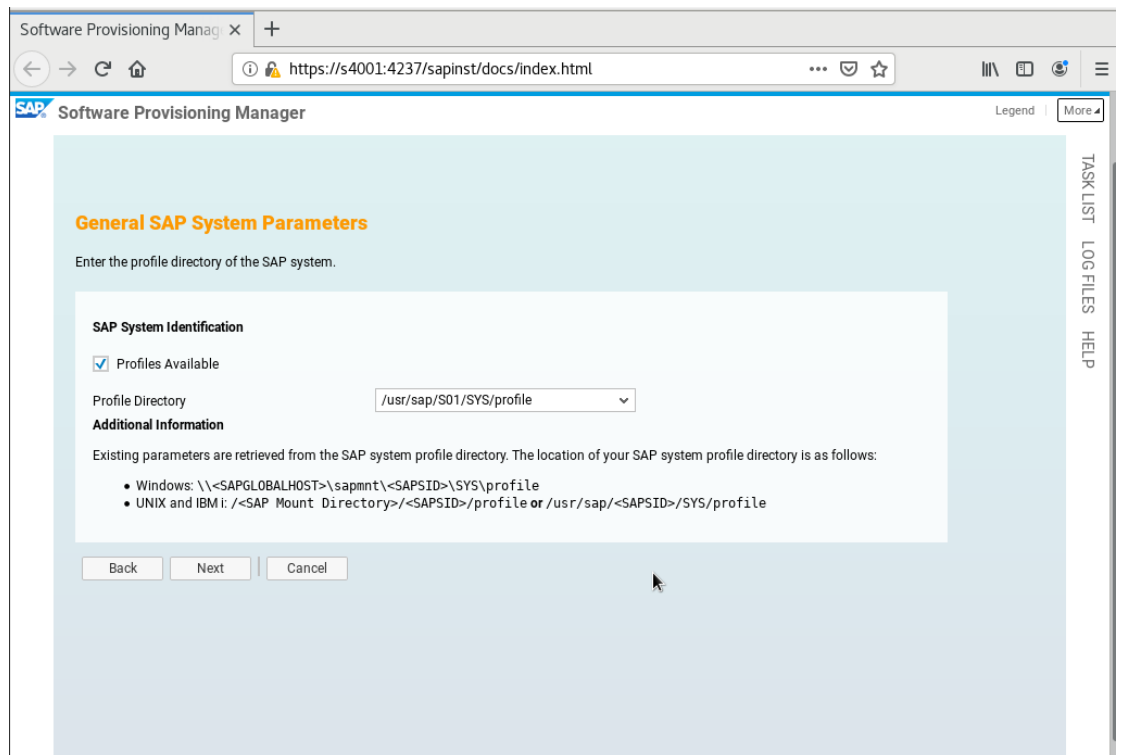 Software Provisioning Manag
https://s4001:4237/sapinst/docs/index.html
SAP Software Provisioning Manager
Legend
More
TASK LIST
LOG FILES
HELP
General SAP System Parameters
Enter the profile directory of the SAP system.
SAP System Identification
Profiles Available
Profile Directory /usr/sap/S01/SYS/profile
Additional Information
Existing parameters are retrieved from the SAP system profile directory. The location of your SAP system profile directory is as follows:
• Windows: \\<SAPGLOBALHOST>\sapmnt\<SAPSID>\SYS\profile
• UNIX and IBM i: /<SAP Mount Directory>/<SAPSID>/profile or /usr/sap/<SAPSID>/SYS/profile
Back Next Cancel